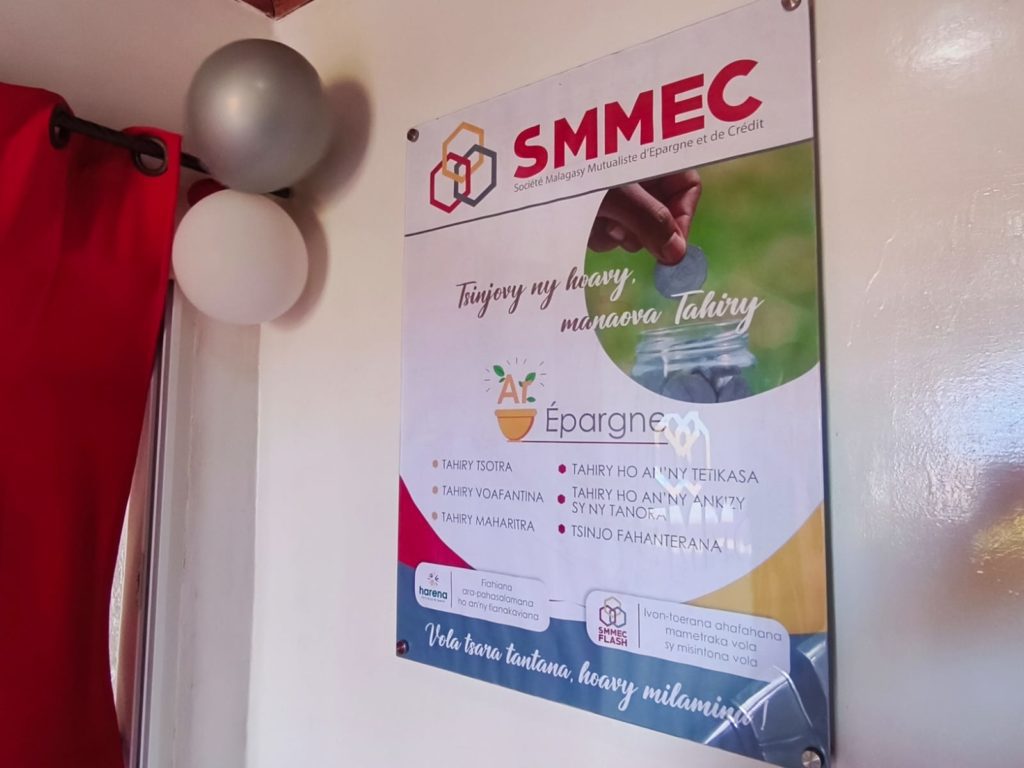 SMMEC
Société Malagasy Mutualiste d'Epargne et de Crédit
Tsinjovy ny hoavy,
manaova Tahiry
Ar
Épargne
TAHIRY TSOTRA
TAHIRY VOAFANTINA
TAHIRY MAHARITRA
TAHIRY HO AN'NY TETIKASA
TAHIRY HO AN'NY ANKIZY
SY NY TANORA
TSINJO FAHANTERANA
harena
Fiahiana
ara-pahasalamana
ho an'ny fianakaviana
SMMEC
FLASH
Ivon-toerana ahafahana
mametraka vola
sy misintona vola
Vola tsara tantana, hoavy milamina